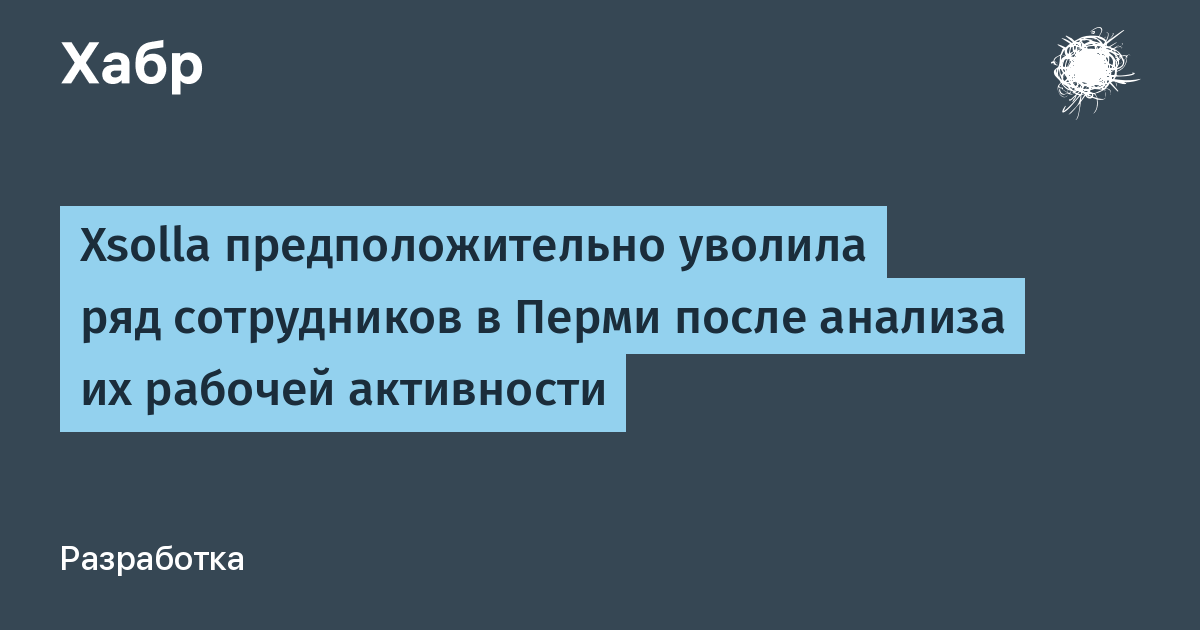 Хабр
Xsolla предположительно уволила
ряд сотрудников в Перми после анализа
их рабочей активности
Разработка